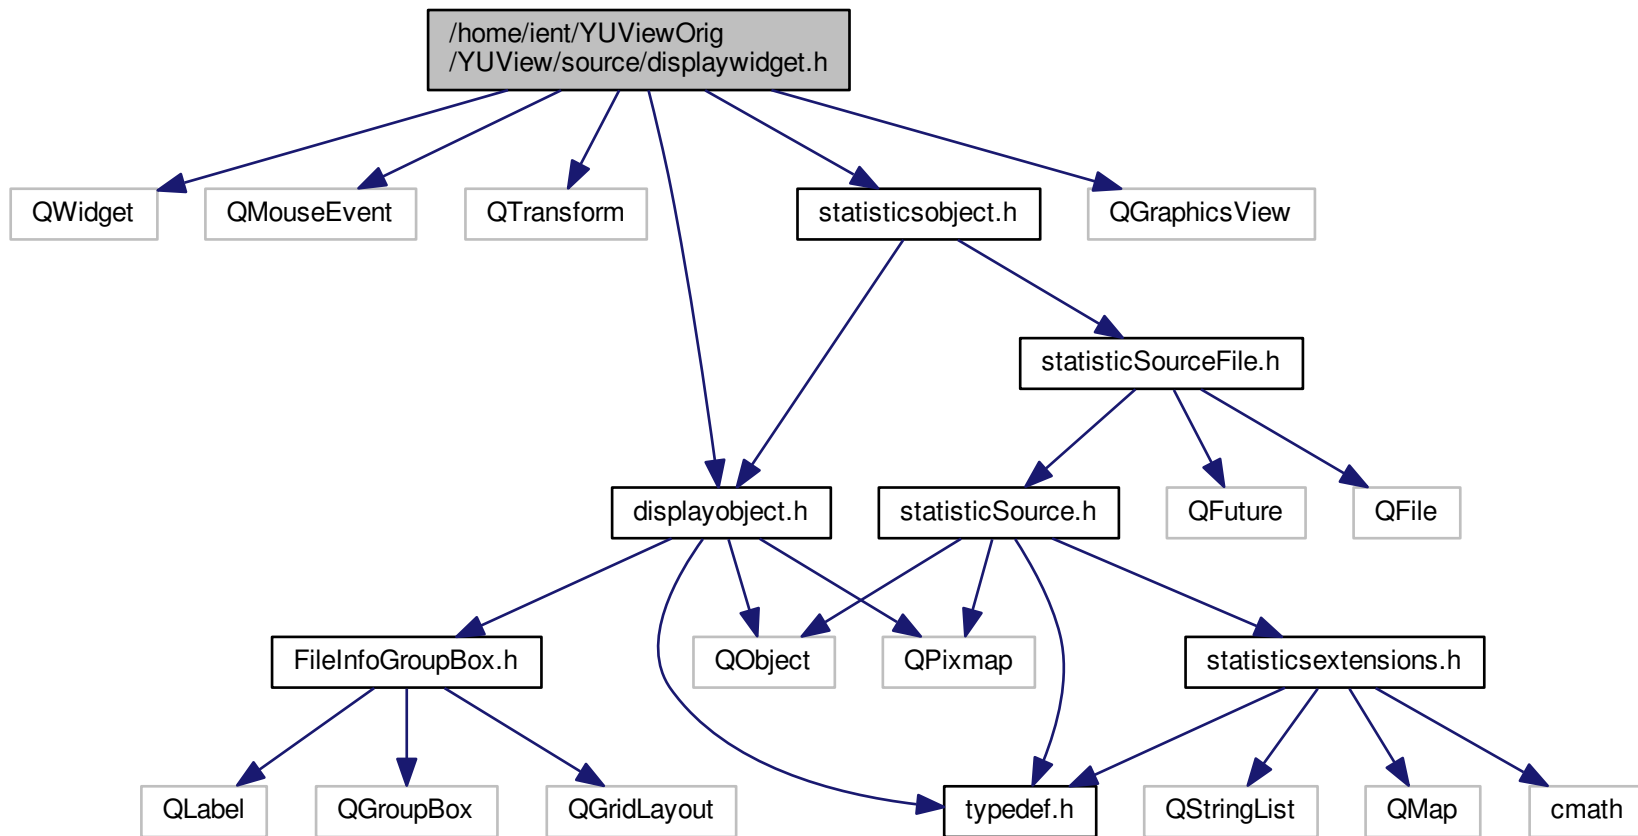 /home/ient/YUViewOrig
/YUView/source/displaywidget.h
QWidget
QMouseEvent
QTransform
statisticsobject.h
QGraphicsView
statisticSourceFile.h
displayobject.h
statisticSource.h
QFuture
QFile
FileInfoGroupBox.h
QObject
QPixmap
statisticsextensions.h
QLabel
QGroupBox
QGridLayout
typedef.h
QStringList
QMap
cmath